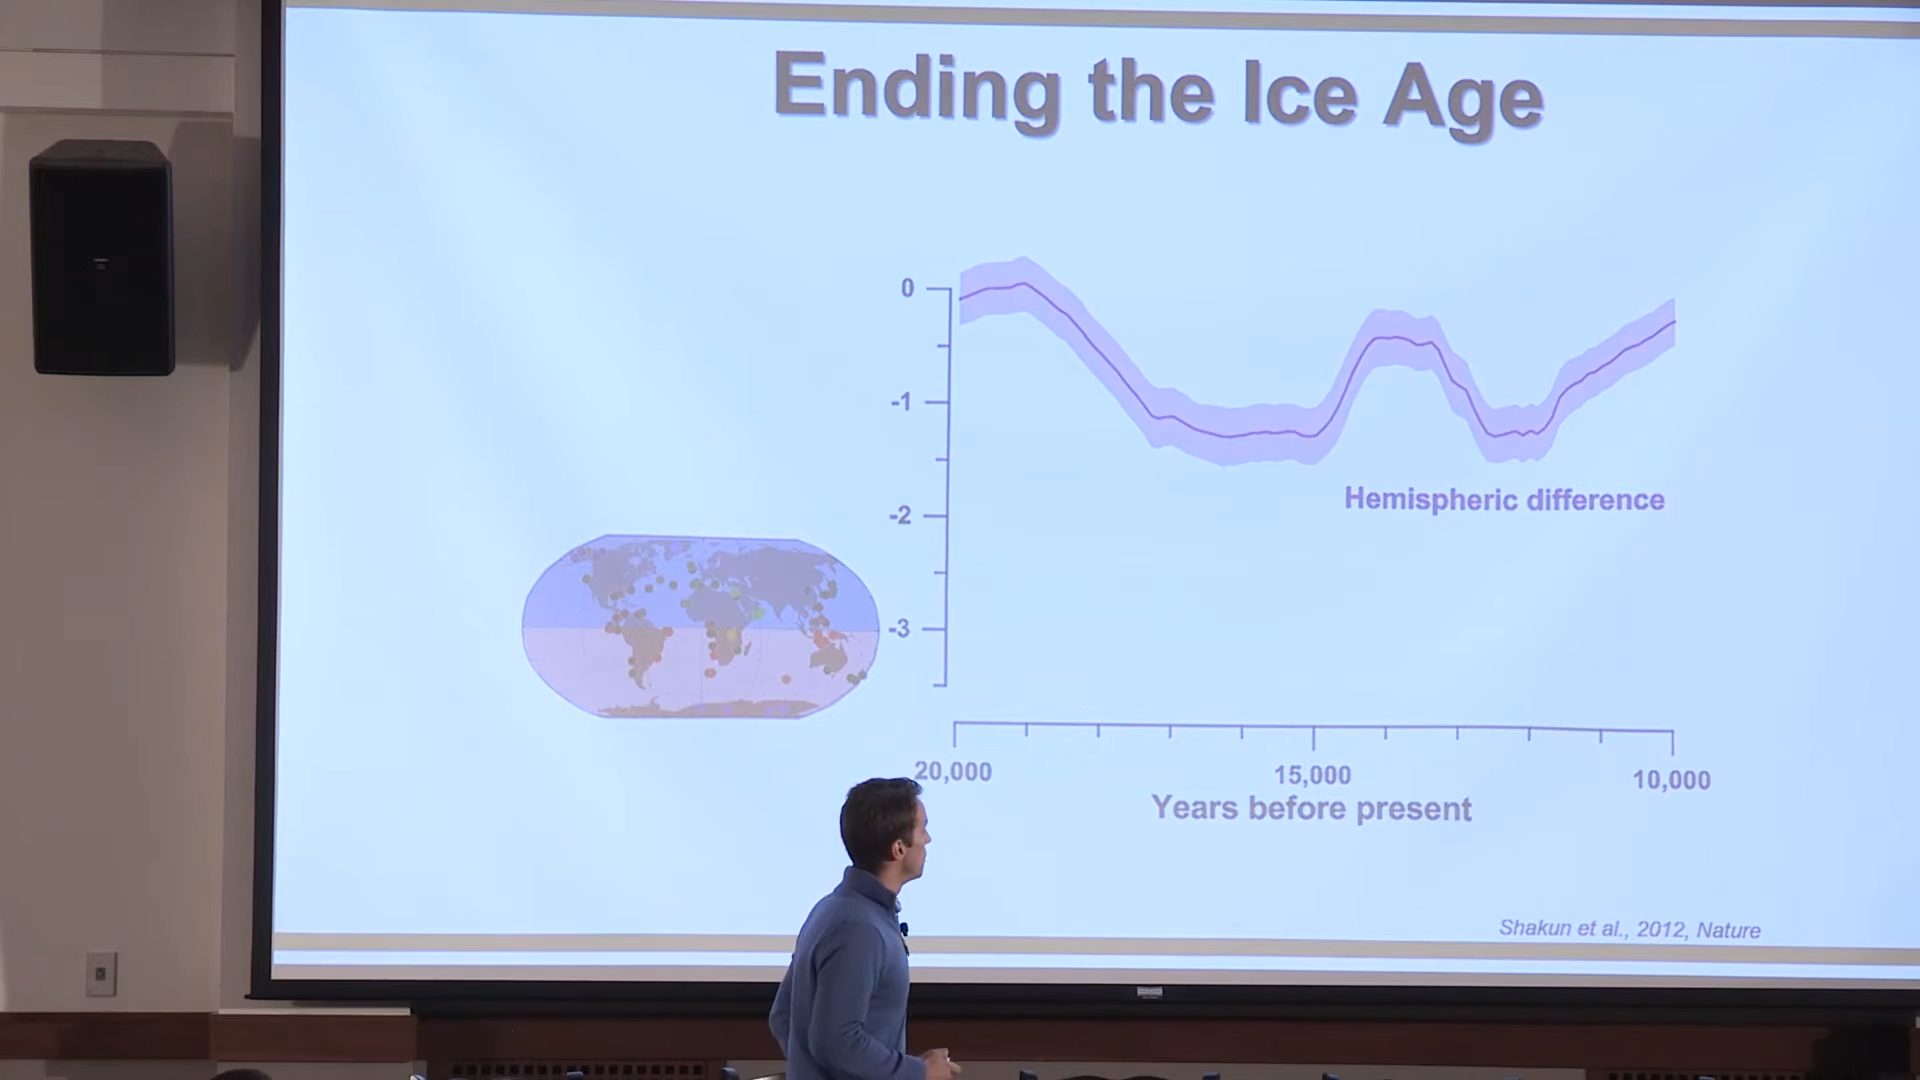 Ending the Ice Age
0
-1
-2
-3
Hemispheric difference
20,000
15,000
10,000
Years before present
Shakun et al., 2012, Nature